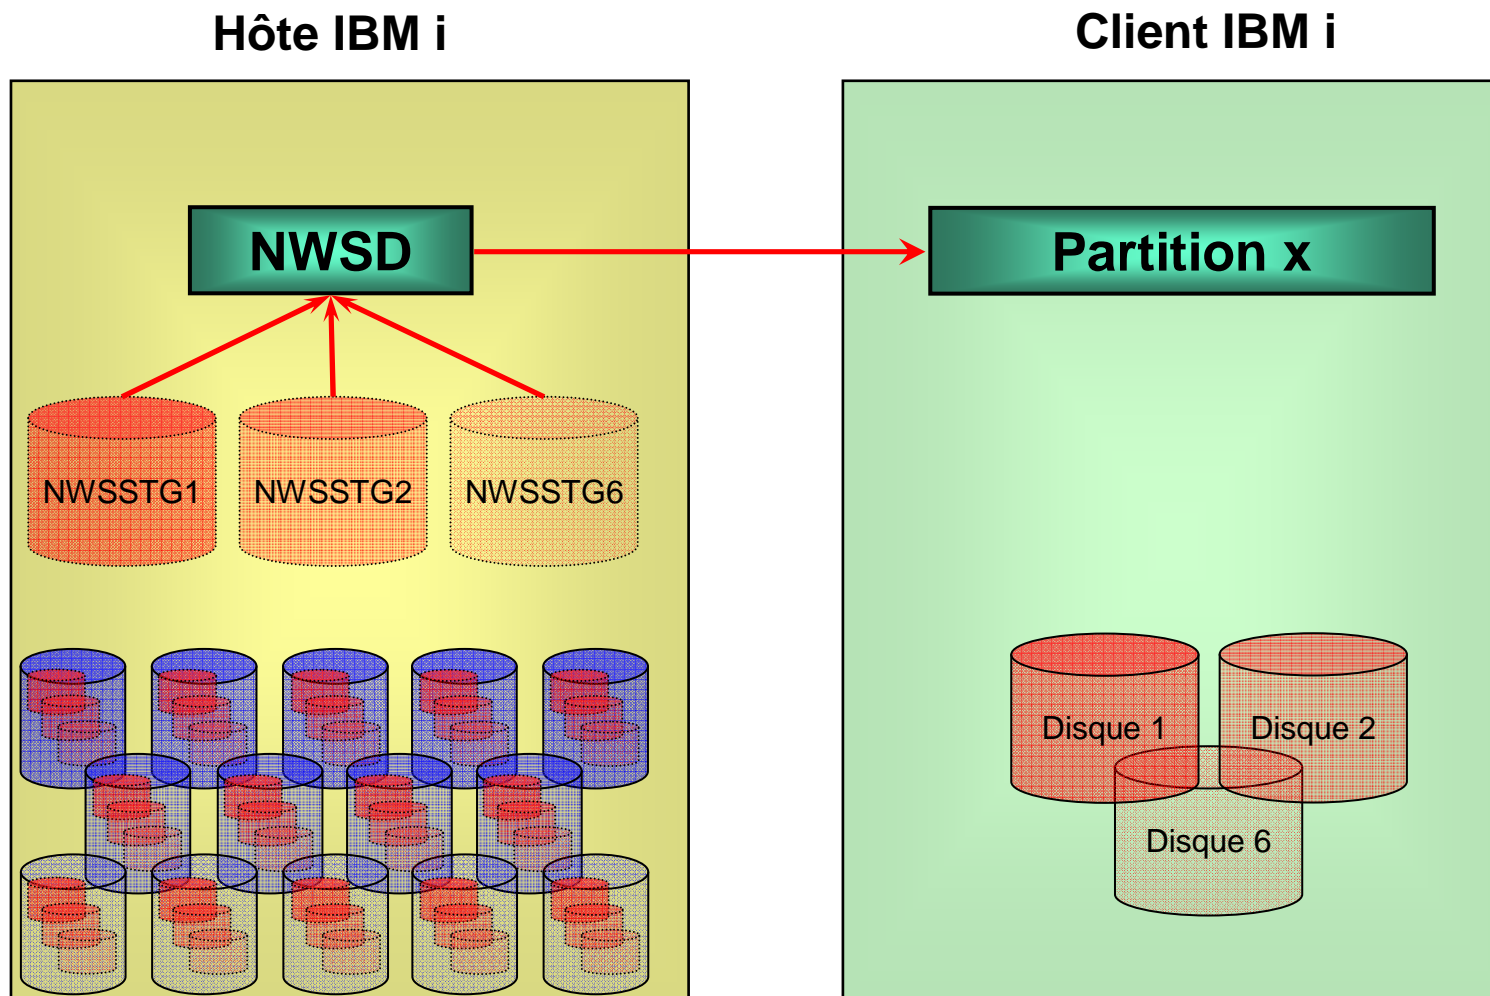 Hôte IBM i
Client IBM i
NWSD
Partition x
NWSSTG1
NWSSTG2
NWSSTG6
Disque 1
Disque 2
Disque 6